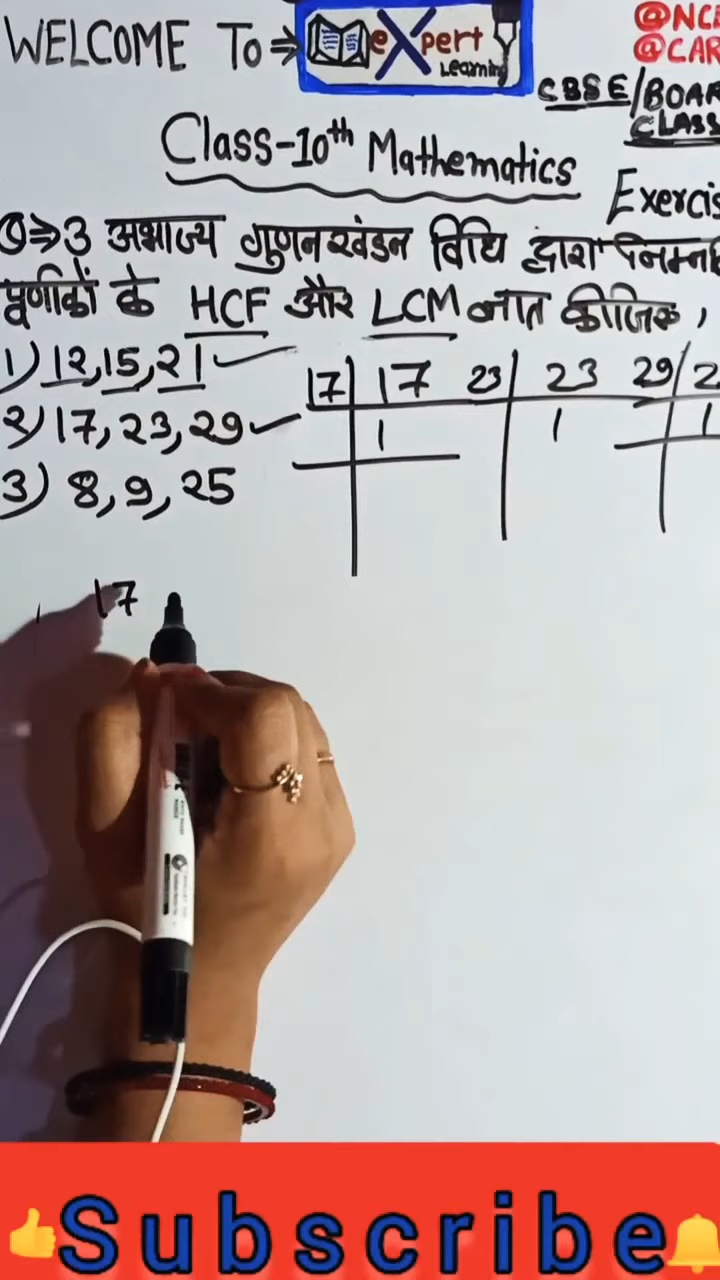 WELCOME To⇒ eXpert Learning
@NCE
@CAR
CBSE/BOAR
CLASS
Class-10th Mathematics
Exercis
Q⇒3 अभाज्य गुणनखंडन विधि द्वारा निम्न
पूर्णांकों के HCF और LCM ज्ञात कीजिक,
1) 12, 15, 21
2) 17, 23, 29
3) 8, 9, 25
17 17 23 23 29 2
1 1 1
17
Subscribe